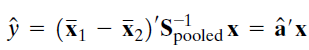 ŷ = (x̄₁ − x̄₂)′S⁻¹pooled x = â′x